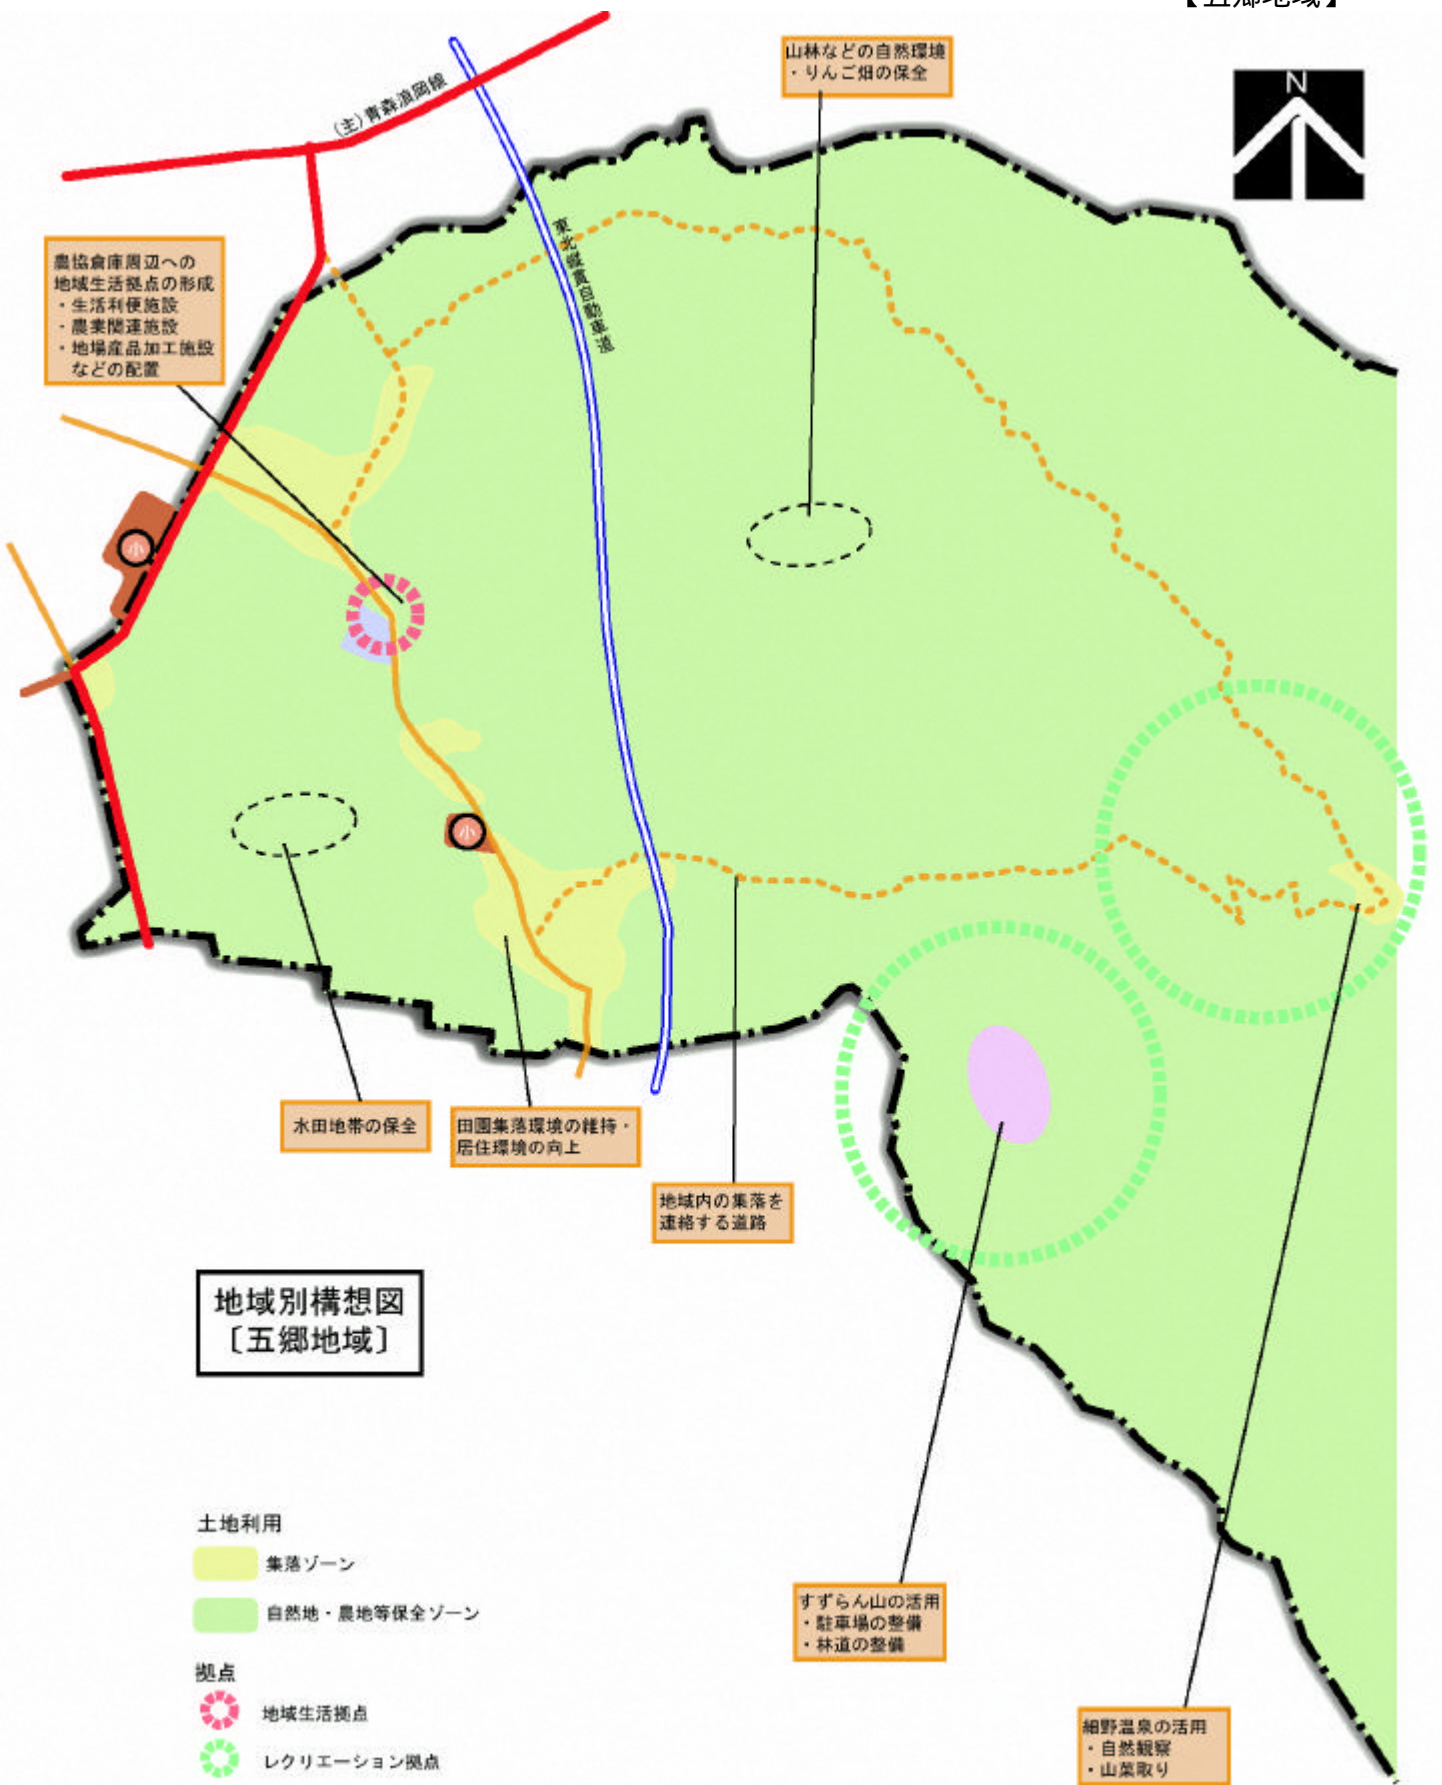 【五郷地域】
山林などの自然環境
・りんご畑の保全
N
(主)青森浪岡線
東北縦貫自動車道
農協倉庫周辺への
地域生活拠点の形成
・生活利便施設
・農業関連施設
・地場産品加工施設
などの配置
小
小
水田地帯の保全
田園集落環境の維持・
居住環境の向上
地域内の集落を
連絡する道路
地域別構想図
〔五郷地域〕
土地利用
集落ゾーン
自然地・農地等保全ゾーン
拠点
地域生活拠点
レクリエーション拠点
すずらん山の活用
・駐車場の整備
・林道の整備
細野温泉の活用
・自然観察
・山菜取り